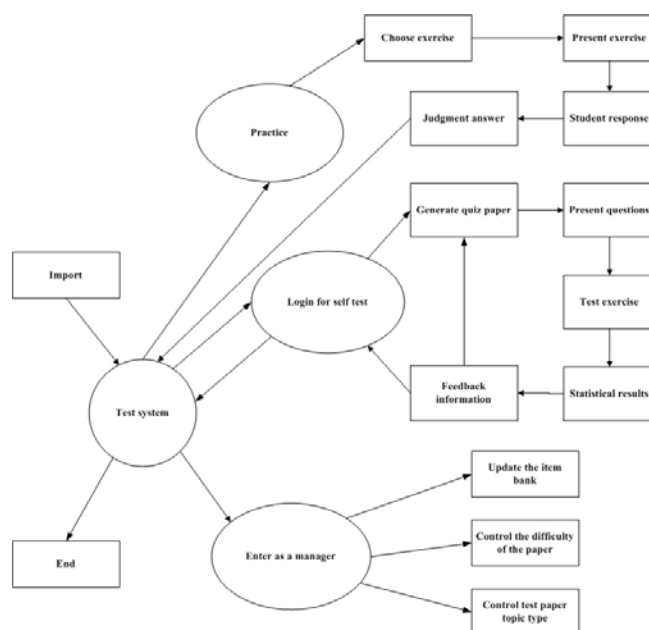 Choose exercise
Present exercise
Practice
Judgment answer
Student response
Generate quiz paper
Present questions
Import
Login for self test
Test exercise
Test system
Feedback
information
Statistical results
Update the item
bank
Enter as a manager
Control the difficulty
of the paper
End
Control test paper
topic type